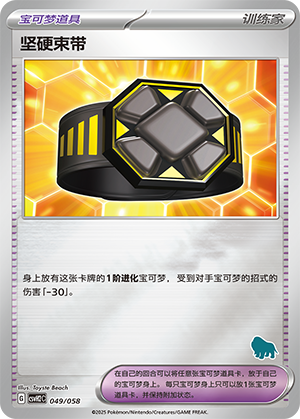 宝可梦道具
训练家
坚硬束带
身上放有这张卡牌的1阶进化宝可梦，受到对手宝可梦的招式的
伤害「-30」。
在自己的回合可以将任意张宝可梦道具卡，放于自己
的宝可梦身上。每只宝可梦身上只可以放1张宝可梦道
具卡，并保持附加状态。
Illus. Toyste Beach
G CSVH2C 049/058
©2025 Pokémon/Nintendo/Creatures/GAME FREAK.